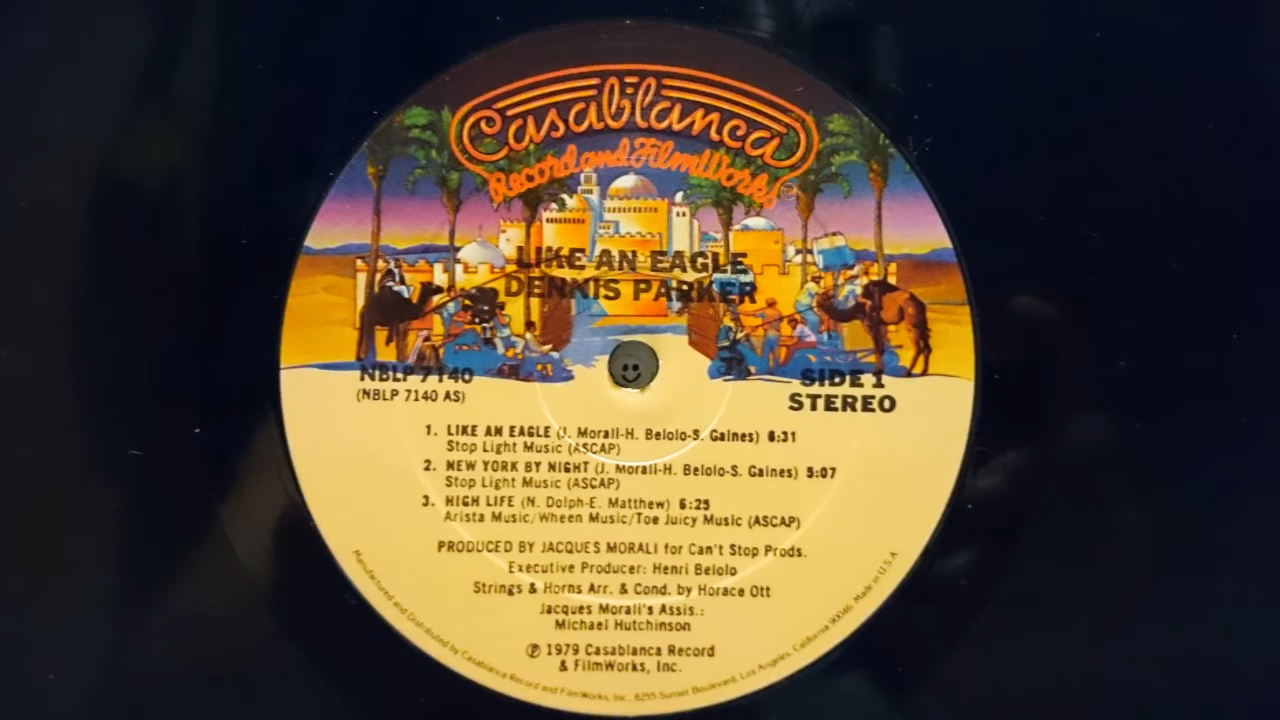 Casablanca
Record and FilmWorks
LIKE AN EAGLE
DENNIS PARKER
NBLP 7140
(NBLP 7140 AS)
SIDE 1
STEREO
1. LIKE AN EAGLE (J. Morali-H. Belolo-S. Gaines) 6:31
Stop Light Music (ASCAP)
2. NEW YORK BY NIGHT (J. Morali-H. Belolo-S. Gaines) 5:07
Stop Light Music (ASCAP)
3. HIGH LIFE (N. Dolph-E. Matthew) 6:25
Arista Music/Wheen Music/Toe Juicy Music (ASCAP)
PRODUCED BY JACQUES MORALI for Can't Stop Prods.
Executive Producer: Henri Belolo
Strings & Horns Arr. & Cond. by Horace Ott
Jacques Morali's Assis.:
Michael Hutchinson
℗ 1979 Casablanca Record
& FilmWorks, Inc.
Manufactured and Distributed by Casablanca Record and FilmWorks, Inc., 8255 Sunset Boulevard, Los Angeles, California 90046. Made in U.S.A